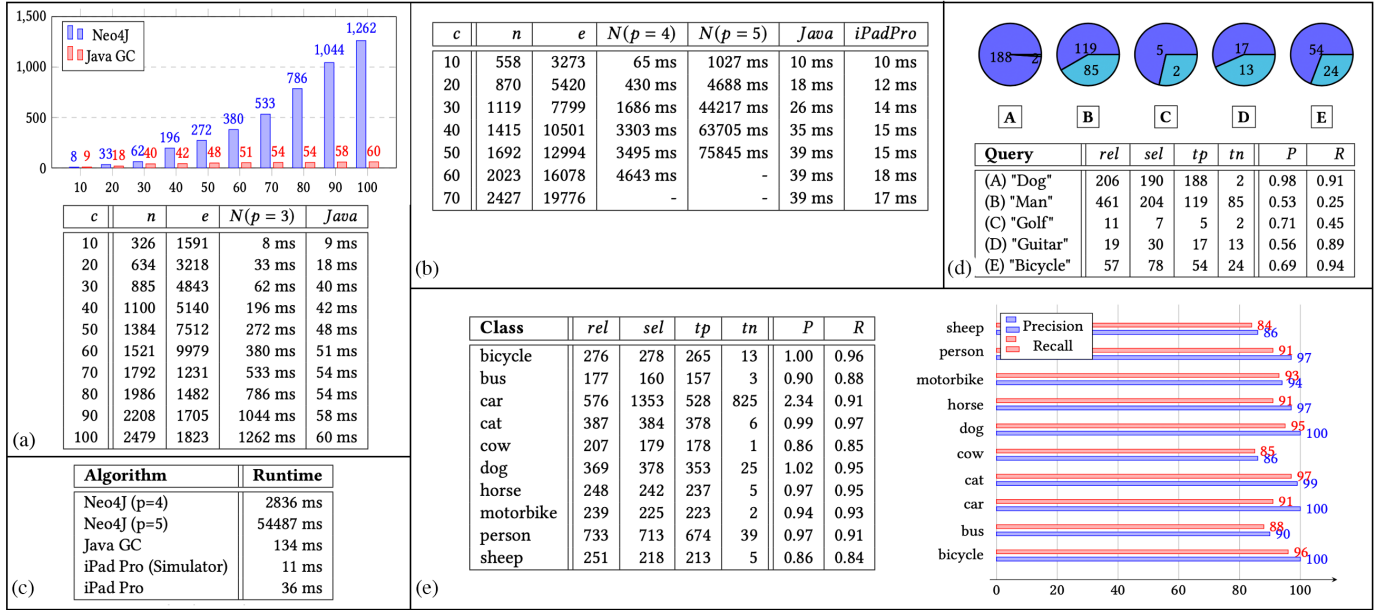 1,500
1,000
500
0
Neo4J
Java GC
8 9 33 18 62 40 196 42 272 48 380 51 533 54 786 54 1,044 58 1,262 60
10 20 30 40 50 60 70 80 90 100
c n e N(p = 3) Java
10 326 1591 8 ms 9 ms
20 634 3218 33 ms 18 ms
30 885 4843 62 ms 40 ms
40 1100 5140 196 ms 42 ms
50 1384 7512 272 ms 48 ms
60 1521 9979 380 ms 51 ms
70 1792 1231 533 ms 54 ms
80 1986 1482 786 ms 54 ms
90 2208 1705 1044 ms 58 ms
100 2479 1823 1262 ms 60 ms
(a)
c n e N(p = 4) N(p = 5) Java iPadPro
10 558 3273 65 ms 1027 ms 10 ms 10 ms
20 870 5420 430 ms 4688 ms 18 ms 12 ms
30 1119 7799 1686 ms 44217 ms 26 ms 14 ms
40 1415 10501 3303 ms 63705 ms 35 ms 15 ms
50 1692 12994 3495 ms 75845 ms 39 ms 15 ms
60 2023 16078 4643 ms - 39 ms 18 ms
70 2427 19776 - - 39 ms 17 ms
(b)
Algorithm Runtime
Neo4J (p=4) 2836 ms
Neo4J (p=5) 54487 ms
Java GC 134 ms
iPad Pro (Simulator) 11 ms
iPad Pro 36 ms
(c)
188 2 119 85 5 2 17 13 54 24
A B C D E
Query rel sel tp tn P R
(A) "Dog" 206 190 188 2 0.98 0.91
(B) "Man" 461 204 119 85 0.53 0.25
(C) "Golf" 11 7 5 2 0.71 0.45
(D) "Guitar" 19 30 17 13 0.56 0.89
(E) "Bicycle" 57 78 54 24 0.69 0.94
(d)
Class rel sel tp tn P R
bicycle 276 278 265 13 1.00 0.96
bus 177 160 157 3 0.90 0.88
car 576 1353 528 825 2.34 0.91
cat 387 384 378 6 0.99 0.97
cow 207 179 178 1 0.86 0.85
dog 369 378 353 25 1.02 0.95
horse 248 242 237 5 0.97 0.95
motorbike 239 225 223 2 0.94 0.93
person 733 713 674 39 0.97 0.91
sheep 251 218 213 5 0.86 0.84
(e)
Precision
Recall
sheep 84 86
person 91 97
motorbike 93 94
horse 91 97
dog 95 100
cow 85 86
cat 97 99
car 91 100
bus 88 90
bicycle 96 100
0 20 40 60 80 100